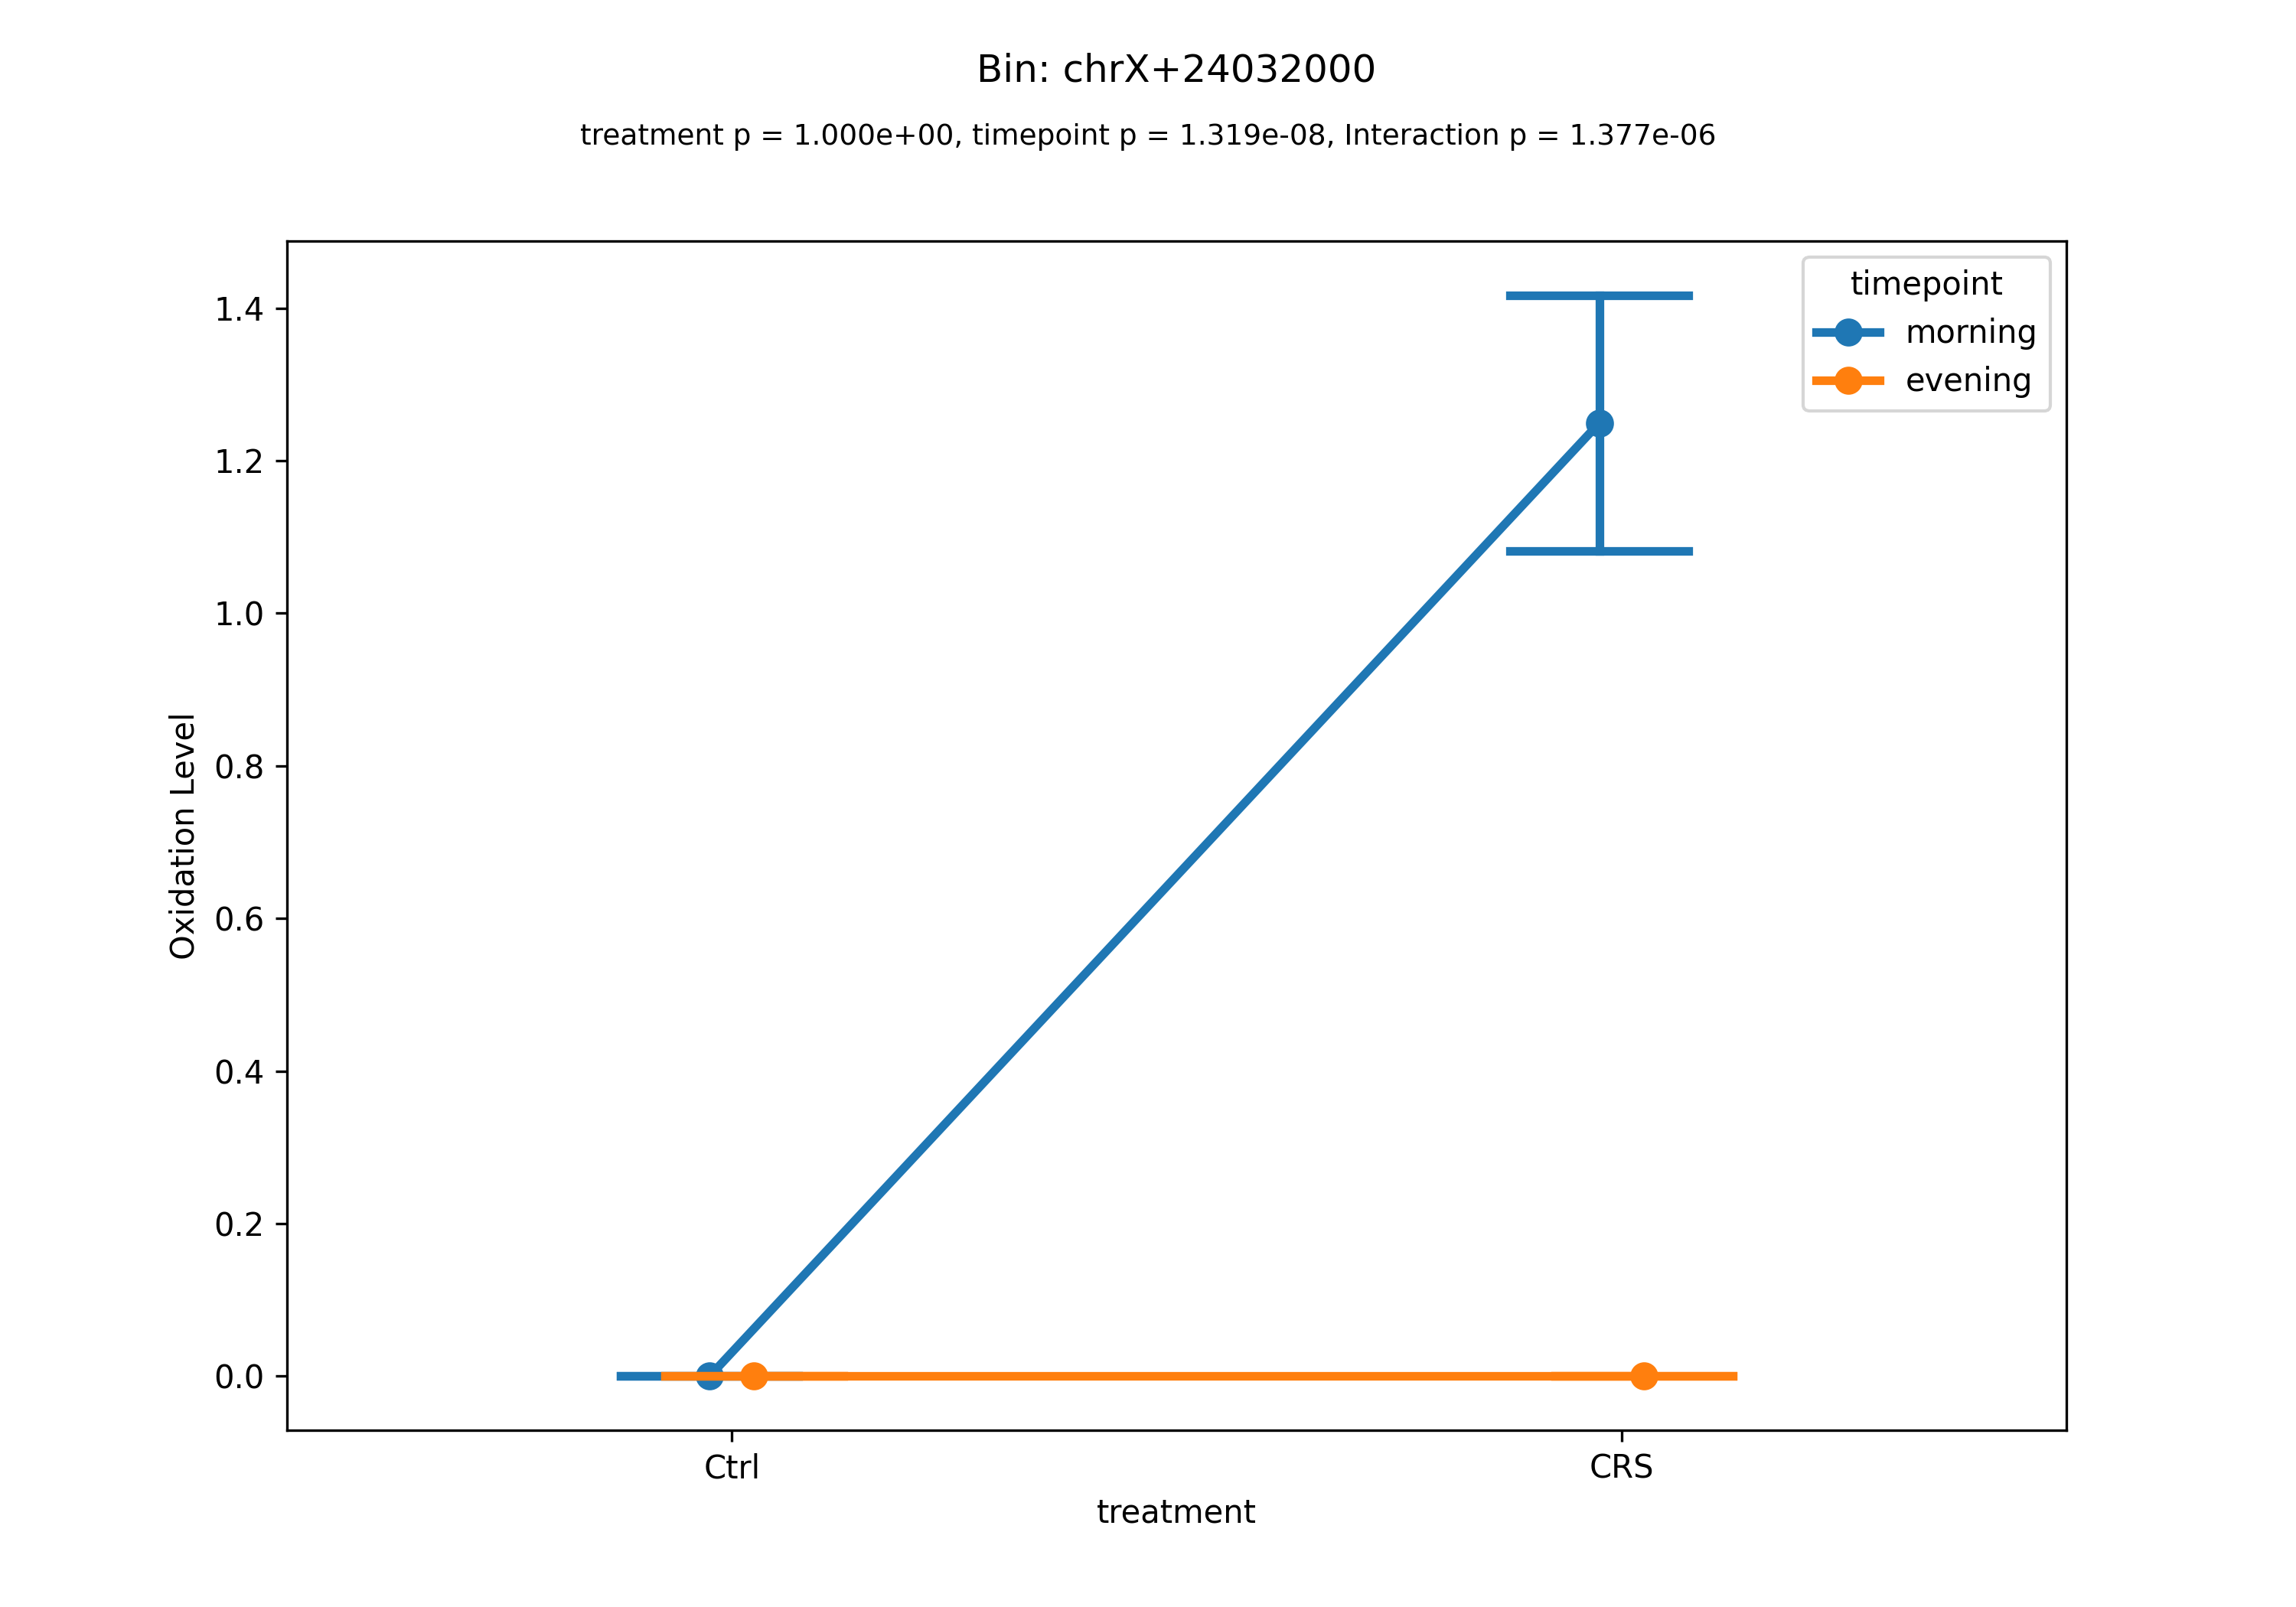 Bin: chrX+24032000
treatment p = 1.000e+00, timepoint p = 1.319e-08, Interaction p = 1.377e-06
timepoint
morning
evening
1.4
1.2
1.0
0.8
0.6
0.4
0.2
0.0
Oxidation Level
Ctrl
CRS
treatment